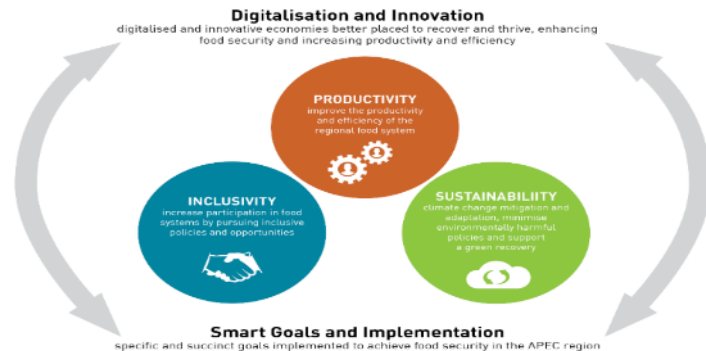 Digitalisation and Innovation
digitalised and innovative economies better placed to recover and thrive, enhancing
food security and increasing productivity and efficiency
PRODUCTIVITY
improve the productivity
and efficiency of the
regional food system
INCLUSIVITY
increase participation in food
systems by pursuing inclusive
policies and opportunities
SUSTAINABILIITY
climate change mitigation and
adaptation, minimise
environmentally harmful
policies and support
a green recovery
Smart Goals and Implementation
specific and succinct goals implemented to achieve food security in the APEC region